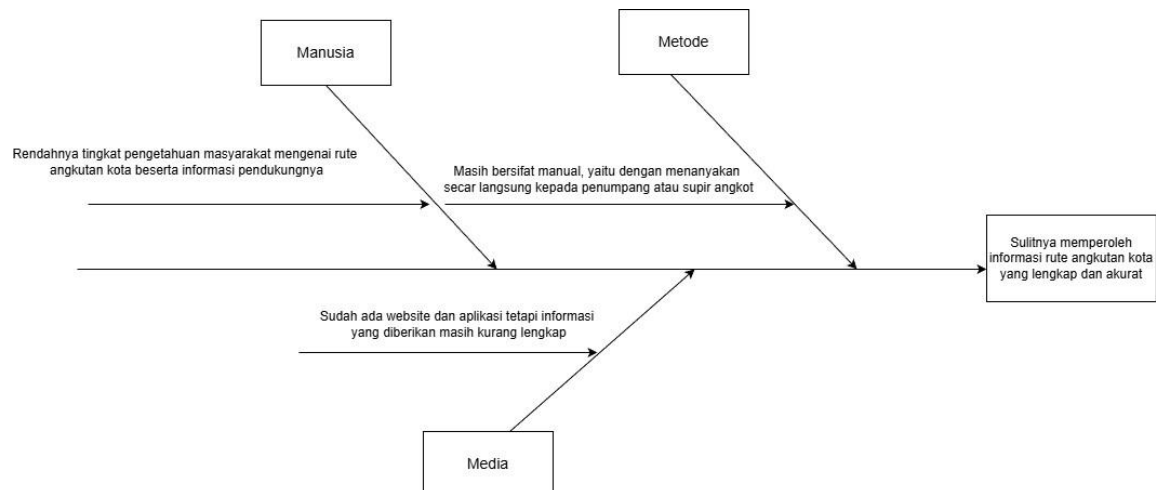 Manusia
Metode
Rendahnya tingkat pengetahuan masyarakat mengenai rute
angkutan kota beserta informasi pendukungnya
Masih bersifat manual, yaitu dengan menanyakan
secar langsung kepada penumpang atau supir angkot
Sulitnya memperoleh
informasi rute angkutan kota
yang lengkap dan akurat
Sudah ada website dan aplikasi tetapi informasi
yang diberikan masih kurang lengkap
Media